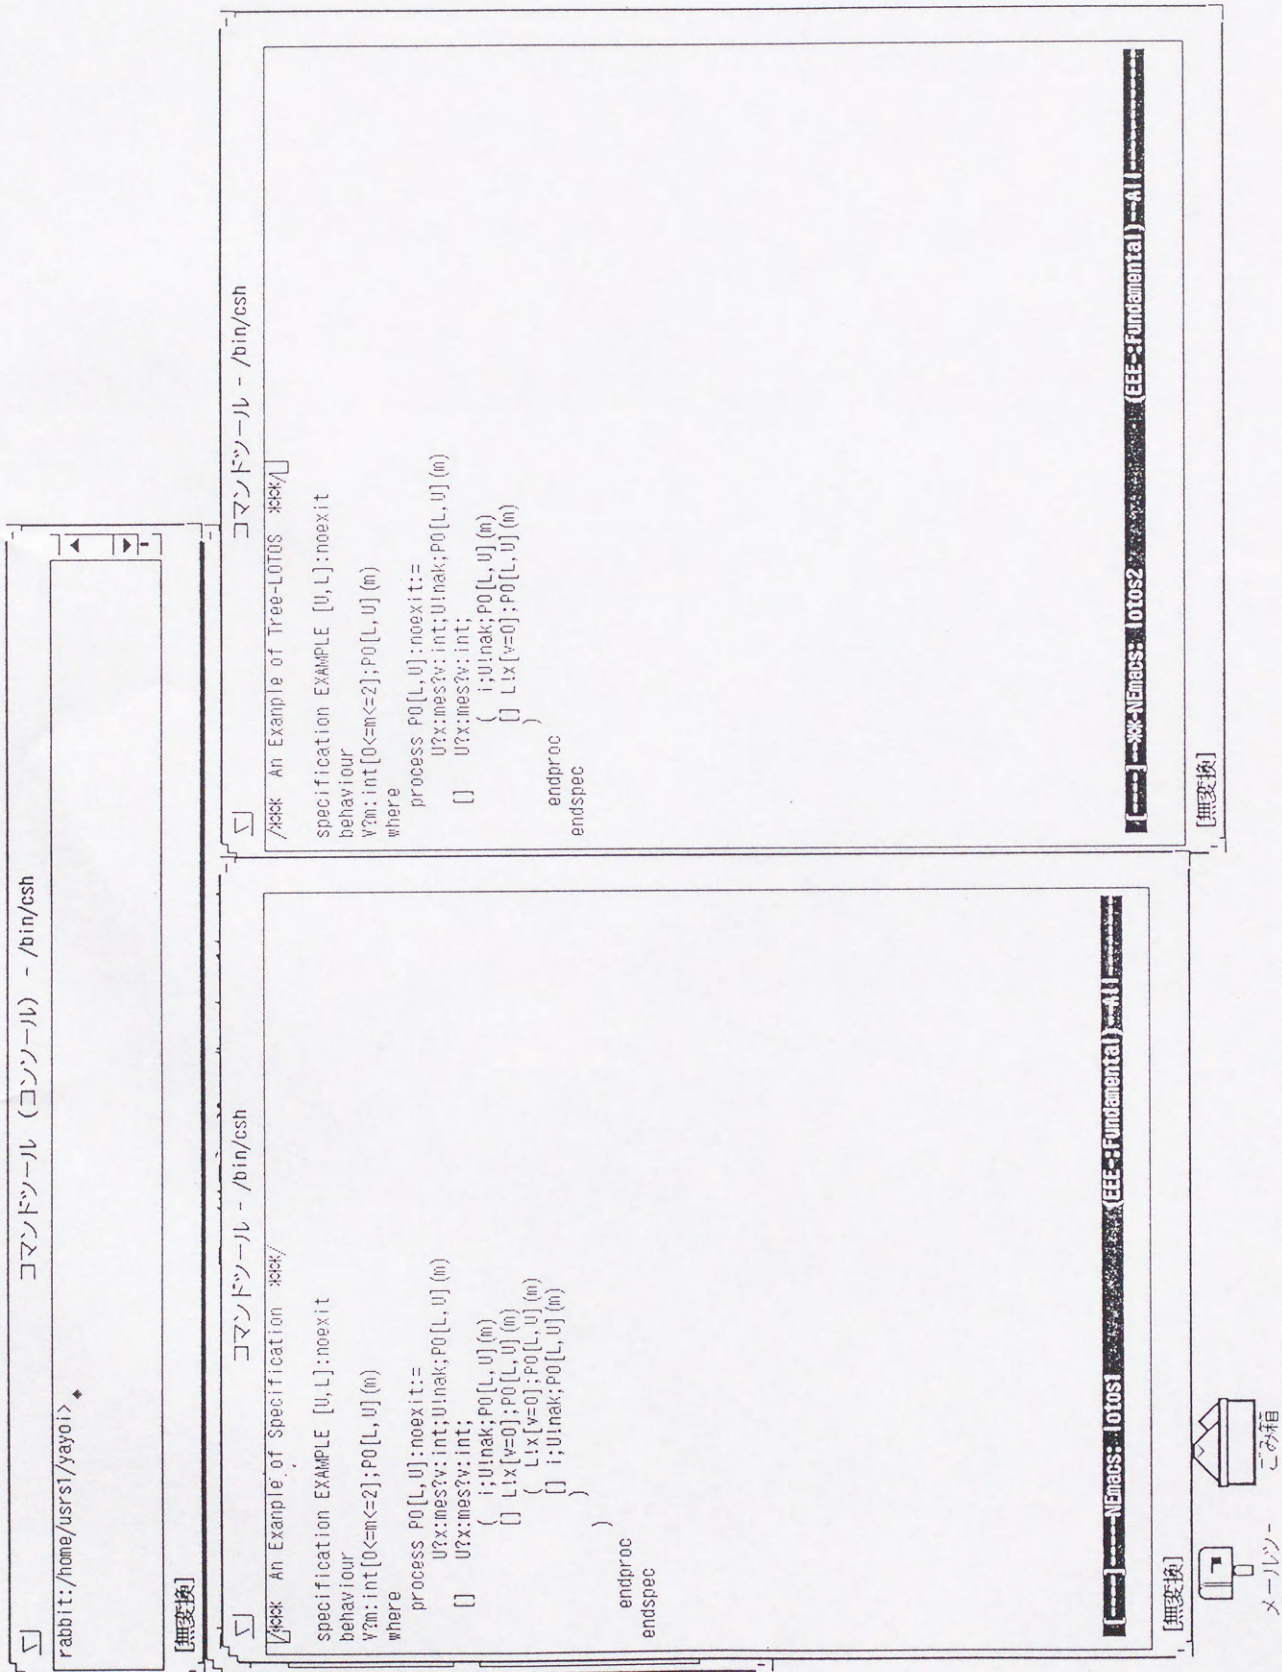 コマンドツール (コンソール) - /bin/csh
rabbit:/home/usrs1/yayoi>
[無変換]
コマンドツール - /bin/csh
/*** An Example of Specification ***/
specification EXAMPLE [U,L]:noexit
behaviour
V?m:int[0<=m<=2];P0[L,U](m)
where
process P0[L,U]:noexit:=
U?x:mes?v:int;U!nak;P0[L,U](m)
[] U?x:mes?v:int;
( i;U!nak;P0[L,U](m)
[] L!x[v=0];P0[L,U](m)
( L!x[v=0];P0[L,U](m)
[] i;U!nak;P0[L,U](m)
)
)
endproc
endspec
[----]-----NEmacs: lotos1 (EEE-:Fundamental)--All
[無変換]
コマンドツール - /bin/csh
/*** An Example of Tree-LOTOS ***/
specification EXAMPLE [U,L]:noexit
behaviour
V?m:int[0<=m<=2];P0[L,U](m)
where
process P0[L,U]:noexit:=
U?x:mes?v:int;U!nak;P0[L,U](m)
[] U?x:mes?v:int;
( i;U!nak;P0[L,U](m)
[] L!x[v=0];P0[L,U](m)
)
endproc
endspec
[----]--**-NEmacs: lotos2 (EEE-:Fundamental)--All
[無変換]
メールツー
ごみ箱